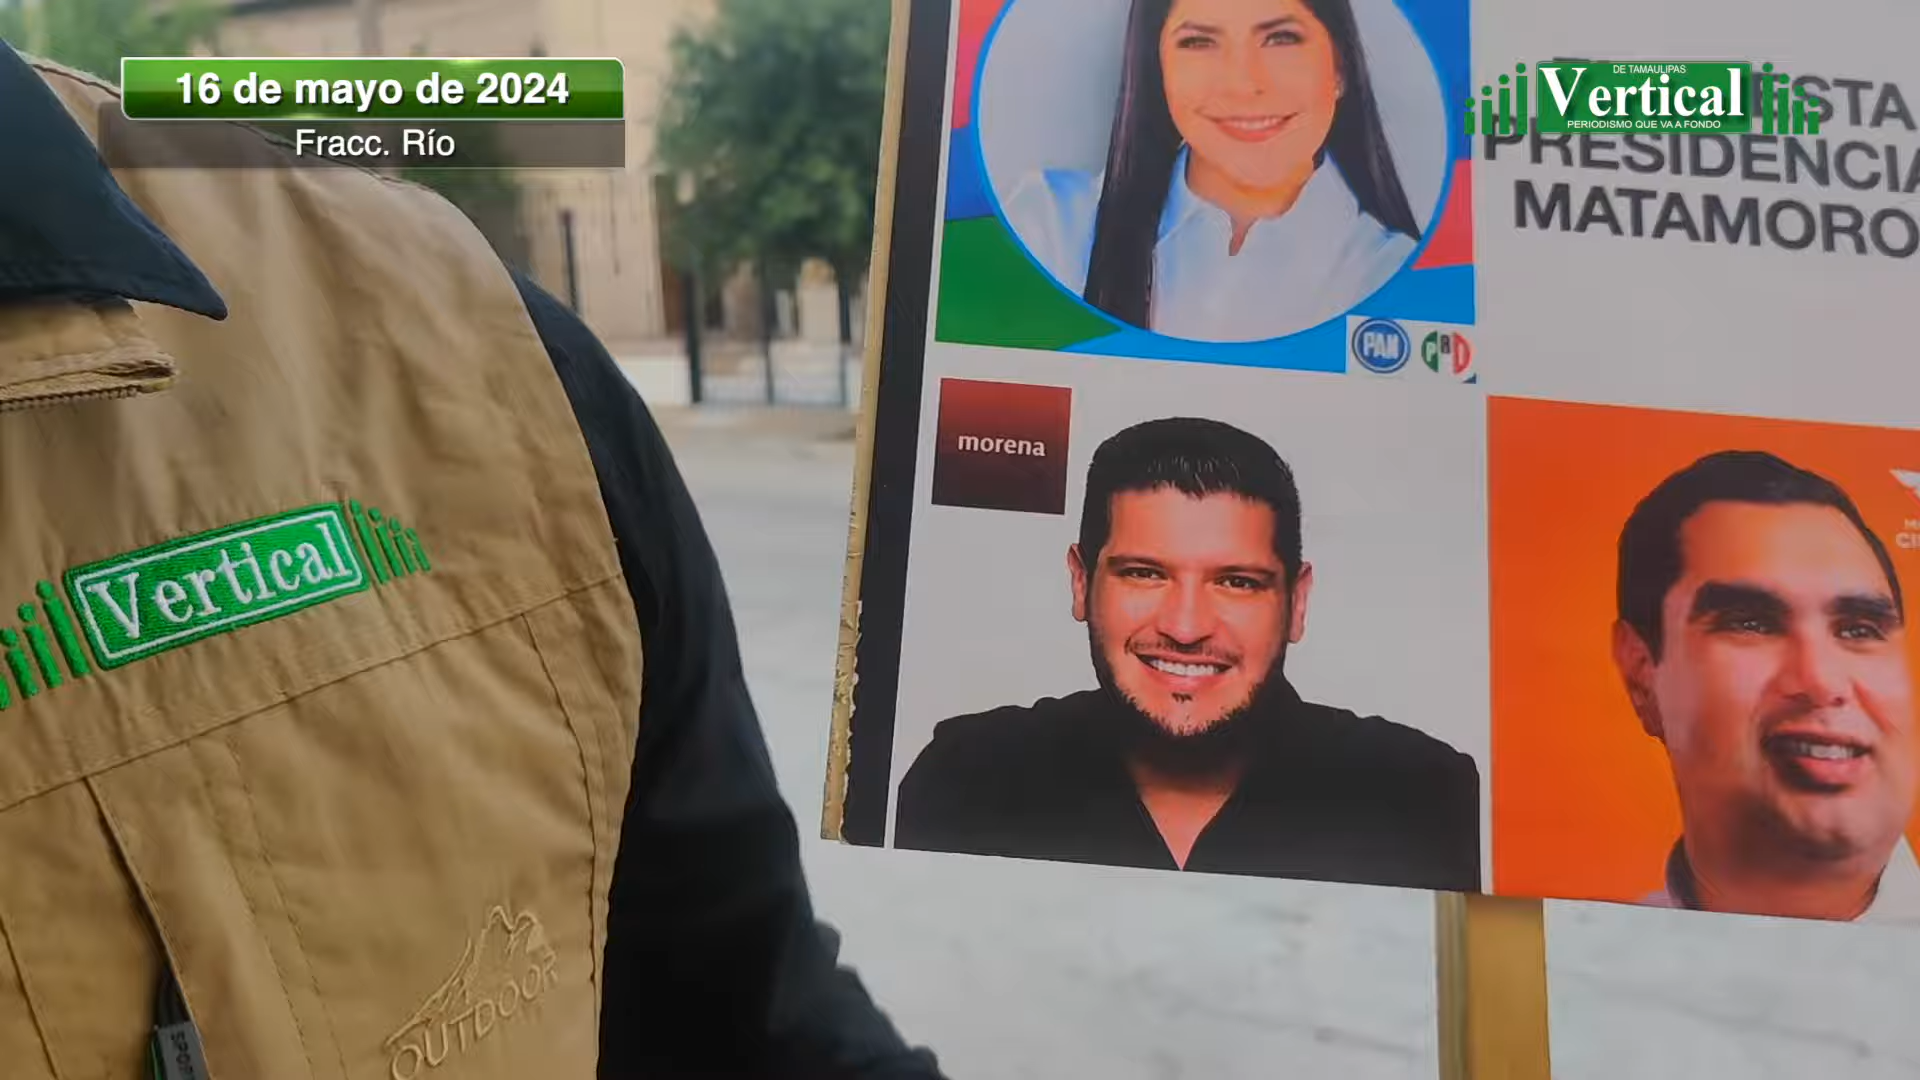 16 de mayo de 2024
Fracc. Río
DE TAMAULIPAS
Vertical
PERIODISMO QUE VA A FONDO
PRESIDENCIA
MATAMORO
PAN
PRD
morena
Vertical
OUTDOOR